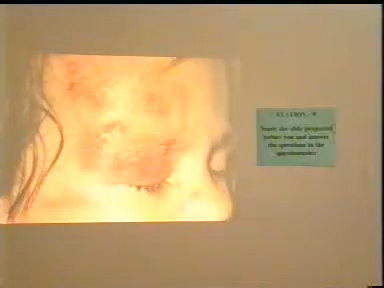 STATION - 9
Study the slide projected
before you and answer
the questions in the
questionnaire